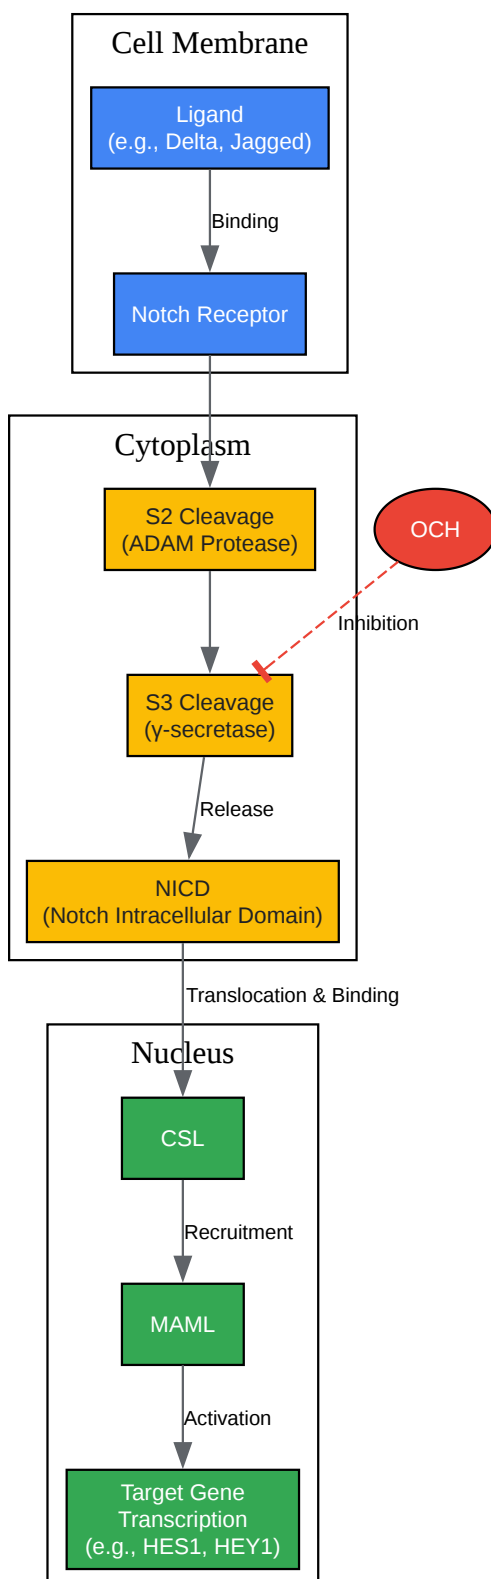 Cell Membrane
Ligand
(e.g., Delta, Jagged)
Binding
Notch Receptor
Cytoplasm
S2 Cleavage
(ADAM Protease)
OCH
Inhibition
S3 Cleavage
(γ-secretase)
Release
NICD
(Notch Intracellular Domain)
Translocation & Binding
Nucleus
CSL
Recruitment
MAML
Activation
Target Gene
Transcription
(e.g., HES1, HEY1)